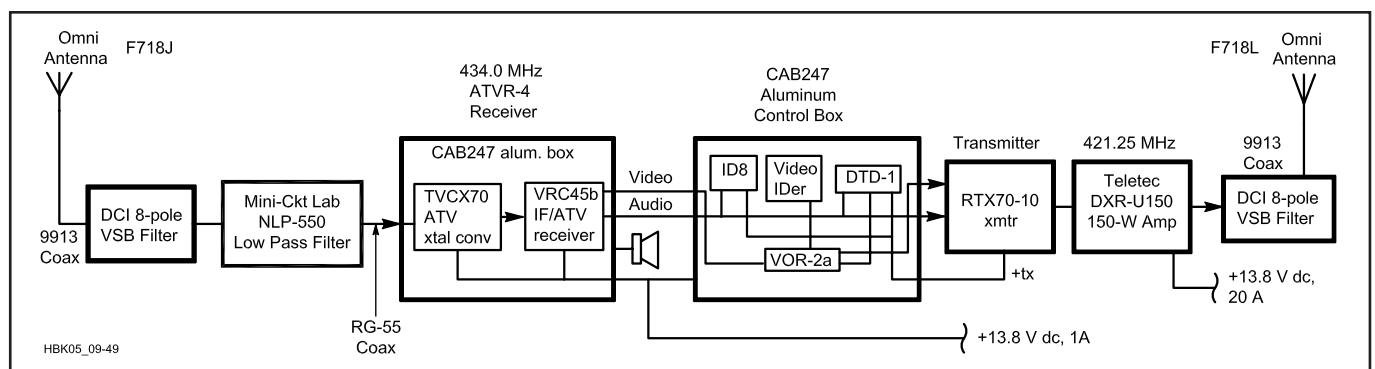 Omni
Antenna
F718J
9913
Coax
DCI 8-pole
VSB Filter
Mini-Ckt Lab
NLP-550
Low Pass Filter
RG-55
Coax
434.0 MHz
ATVR-4
Receiver
CAB247 alum. box
TVCX70
ATV
xtal conv
VRC45b
IF/ATV
receiver
Video
Audio
CAB247
Aluminum
Control Box
ID8
Video
IDer
DTD-1
VOR-2a
Transmitter
RTX70-10
xmtr
+tx
421.25 MHz
Teletec
DXR-U150
150-W Amp
F718L
Omni
Antenna
9913
Coax
DCI 8-pole
VSB Filter
+13.8 V dc,
20 A
+13.8 V dc, 1A
HBK05_09-49